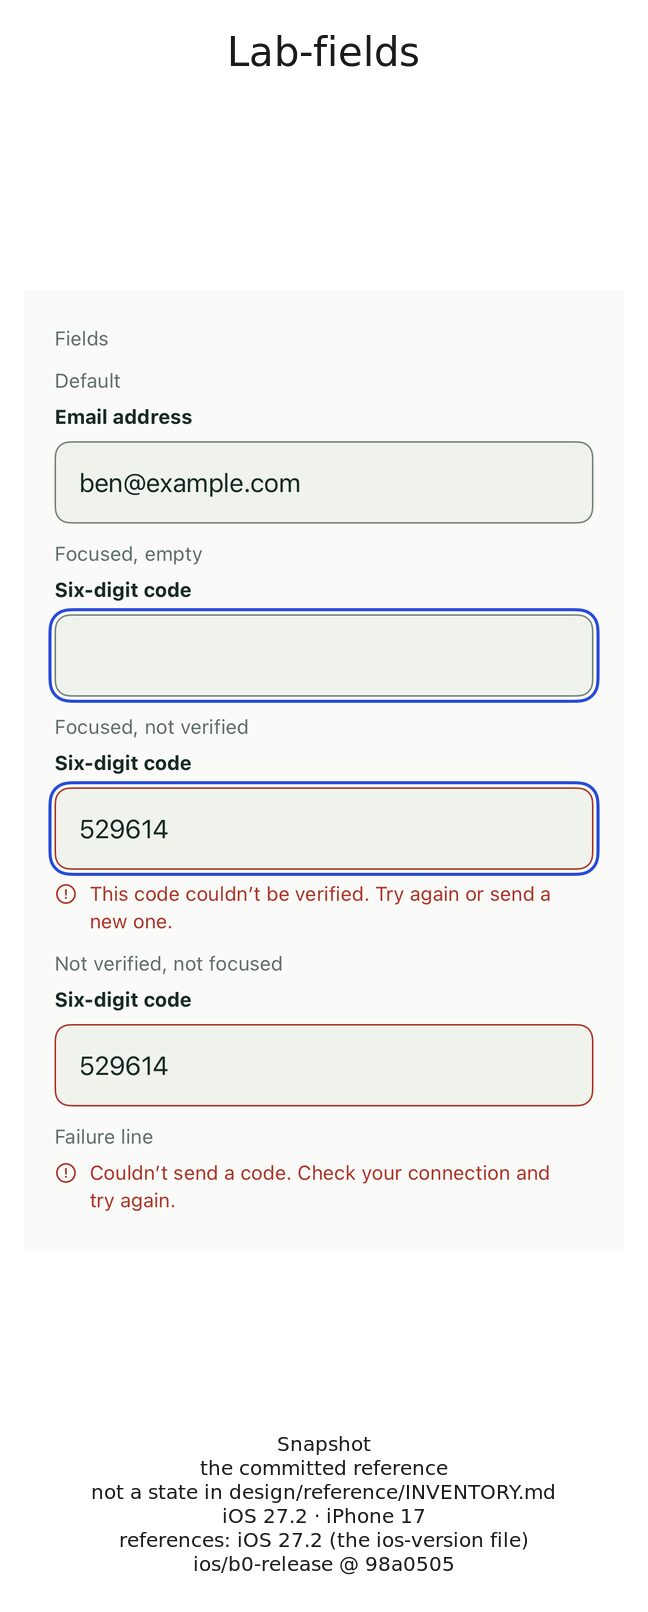 Lab-fields
Fields
Default
Email address
ben@example.com
Focused, empty
Six-digit code
Focused, not verified
Six-digit code
529614
This code couldn’t be verified. Try again or send a
new one.
Not verified, not focused
Six-digit code
529614
Failure line
Couldn’t send a code. Check your connection and
try again.
Snapshot
the committed reference
not a state in design/reference/INVENTORY.md
iOS 27.2 · iPhone 17
references: iOS 27.2 (the ios-version file)
ios/b0-release @ 98a0505